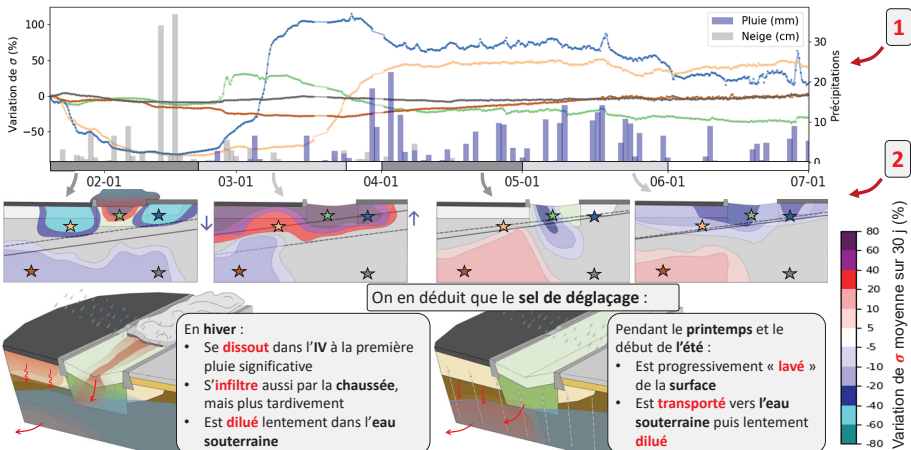 Variation de σ (%)
100
50
0
−50
Pluie (mm)
Neige (cm)
30
20
10
0
Précipitations
1
02-01
03-01
04-01
05-01
06-01
07-01
2
80
60
40
20
10
5
-5
-10
-20
-40
-60
-80
Variation de σ moyenne sur 30 j (%)
On en déduit que le sel de déglaçage :
En hiver :
• Se dissout dans l'IV à la première
pluie significative
• S'infiltre aussi par la chaussée,
mais plus tardivement
• Est dilué lentement dans l'eau
souterraine
Pendant le printemps et le
début de l'été :
• Est progressivement « lavé »
de la surface
• Est transporté vers l'eau
souterraine puis lentement
dilué